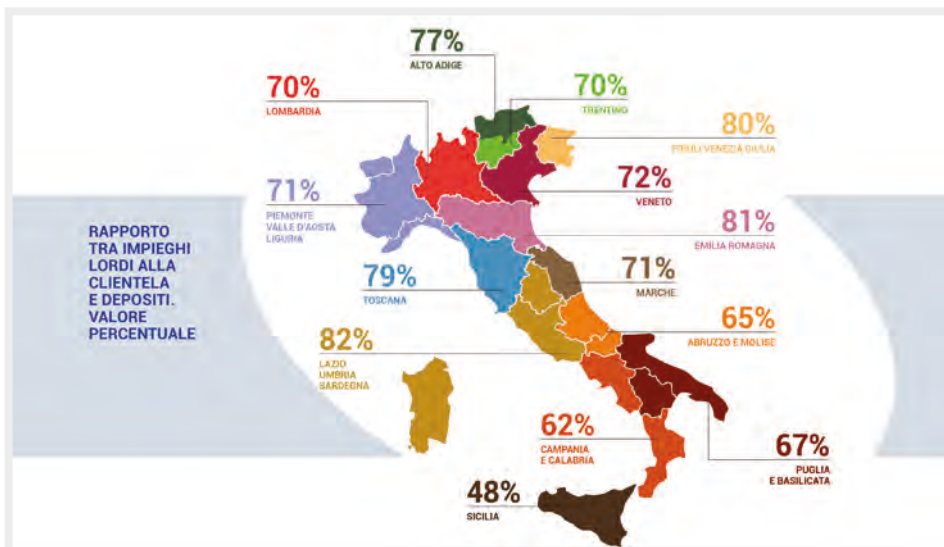 77%
ALTO ADIGE
70%
LOMBARDIA
70%
TRENTINO
80%
FRIULI VENEZIA GIULIA
71%
PIEMONTE
VALLE D'AOSTA
LIGURIA
72%
VENETO
RAPPORTO
TRA IMPIEGHI
LORDI ALLA
CLIENTELA
E DEPOSITI.
VALORE
PERCENTUALE
81%
EMILIA ROMAGNA
79%
TOSCANA
71%
MARCHE
82%
LAZIO
UMBRIA
SARDEGNA
65%
ABRUZZO E MOLISE
62%
CAMPANIA
E CALABRIA
67%
PUGLIA
E BASILICATA
48%
SICILIA